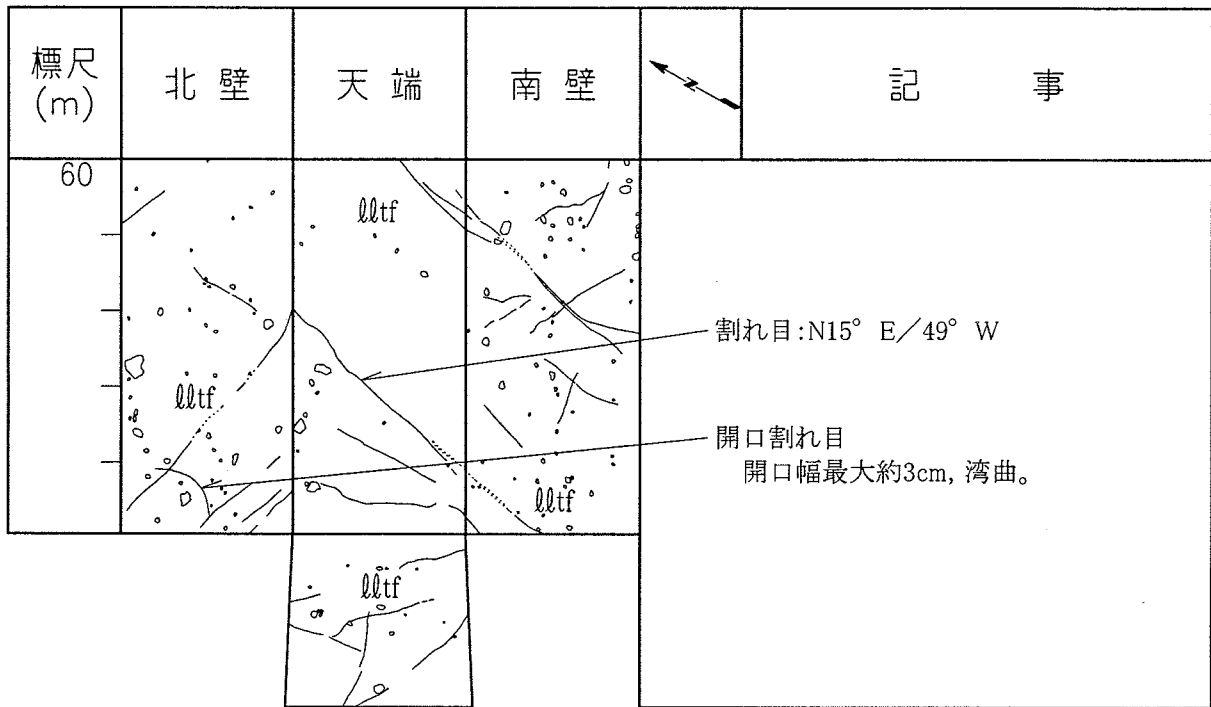 標尺
(m)
北壁
天端
南壁
N
記事
60
ℓℓtf
ℓℓtf
割れ目:N15° E/49° W
開口割れ目
開口幅最大約3cm, 湾曲。
ℓℓtf
ℓℓtf